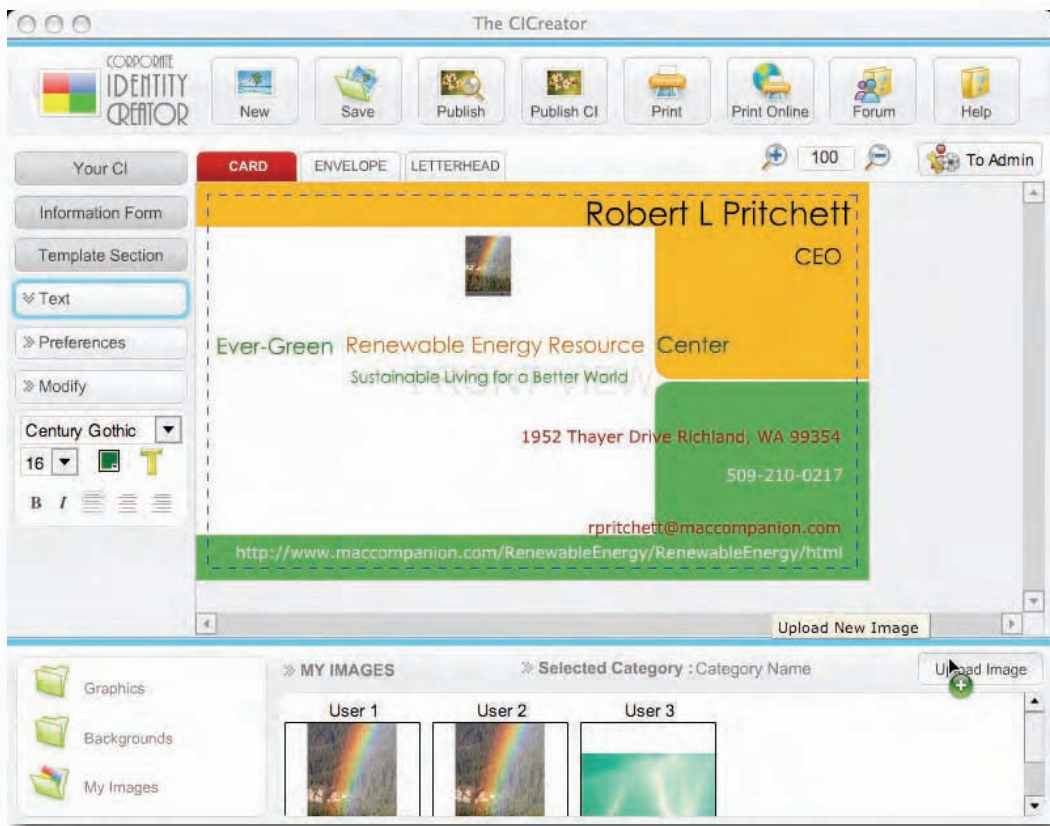 The CICreator
CORPORATE
IDENTITY
CREATOR
New
Save
Publish
Publish CI
Print
Print Online
Forum
Help
Your CI
CARD
ENVELOPE
LETTERHEAD
100
To Admin
Information Form
Template Section
Text
Preferences
Modify
Century Gothic
16
B I
Robert L Pritchett
CEO
Ever-Green Renewable Energy Resource Center
Sustainable Living for a Better World
FRONT VIEW
1952 Thayer Drive Richland, WA 99354
509-210-0217
rpritchett@maccompanion.com
http://www.maccompanion.com/RenewableEnergy/RenewableEnergy/html
Upload New Image
Graphics
Backgrounds
My Images
MY IMAGES
Selected Category : Category Name
Upload Image
User 1
User 2
User 3